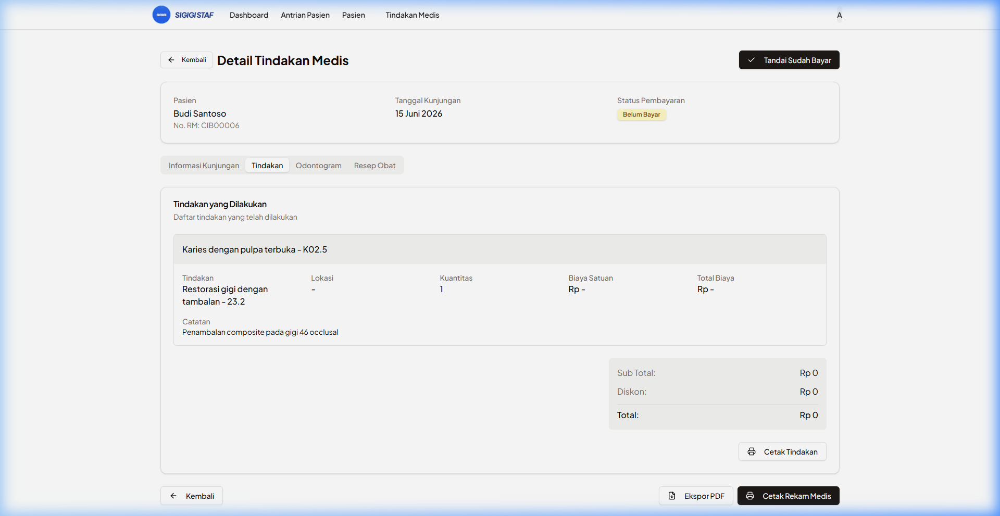 SIGIGI SIGIGI STAF Dashboard Antrian Pasien Pasien Tindakan Medis A
Kembali Detail Tindakan Medis Tandai Sudah Bayar
Pasien Tanggal Kunjungan Status Pembayaran
Budi Santoso 15 Juni 2026 Belum Bayar
No. RM: CIB00006
Informasi Kunjungan Tindakan Odontogram Resep Obat
Tindakan yang Dilakukan
Daftar tindakan yang telah dilakukan
Karies dengan pulpa terbuka - K02.5
Tindakan Lokasi Kuantitas Biaya Satuan Total Biaya
Restorasi gigi dengan - 1 Rp - Rp -
tambalan - 23.2
Catatan
Penambalan composite pada gigi 46 occlusal
Sub Total: Rp 0
Diskon: Rp 0
Total: Rp 0
Cetak Tindakan
Kembali Ekspor PDF Cetak Rekam Medis